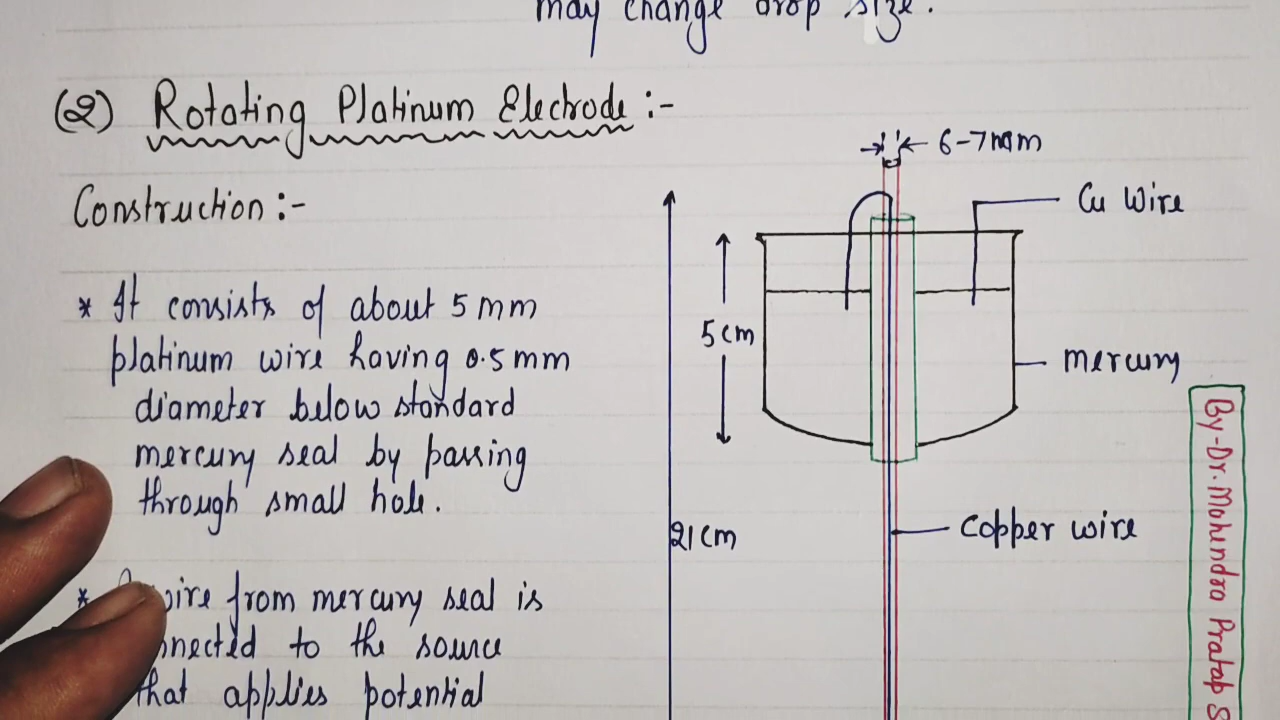 may change drop size.
(2) Rotating Platinum Electrode :-
Construction :-
* It consists of about 5 mm
platinum wire having 0.5 mm
diameter below standard
mercury seal by passing
through small hole.
* wire from mercury seal is
to the source
that applies potential
6-7 mm
Cu Wire
5 cm
mercury
21 cm
Copper wire
By-Dr. Mahendra Pratap S